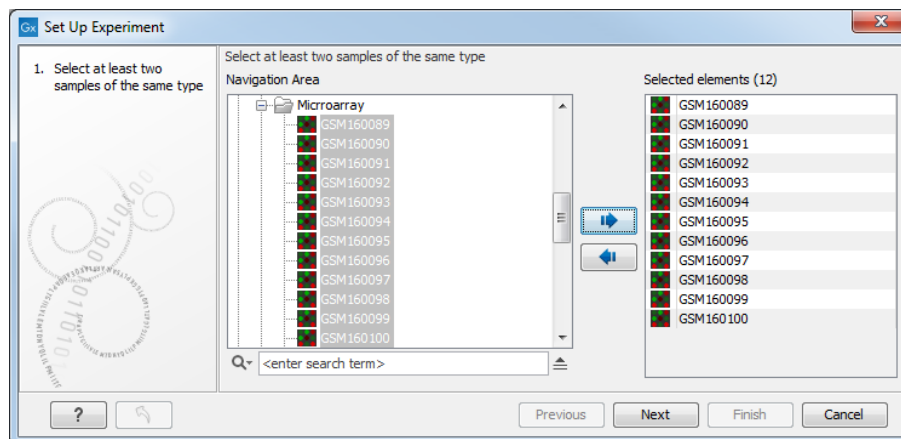 Gx Set Up Experiment
X
1. Select at least two
samples of the same type
Select at least two samples of the same type
Navigation Area
Micrroarray
GSM160089
GSM160090
GSM160091
GSM160092
GSM160093
GSM160094
GSM160095
GSM160096
GSM160097
GSM160098
GSM160099
GSM160100
<enter search term>
Selected elements (12)
GSM160089
GSM160090
GSM160091
GSM160092
GSM160093
GSM160094
GSM160095
GSM160096
GSM160097
GSM160098
GSM160099
GSM160100
?
Previous
Next
Finish
Cancel